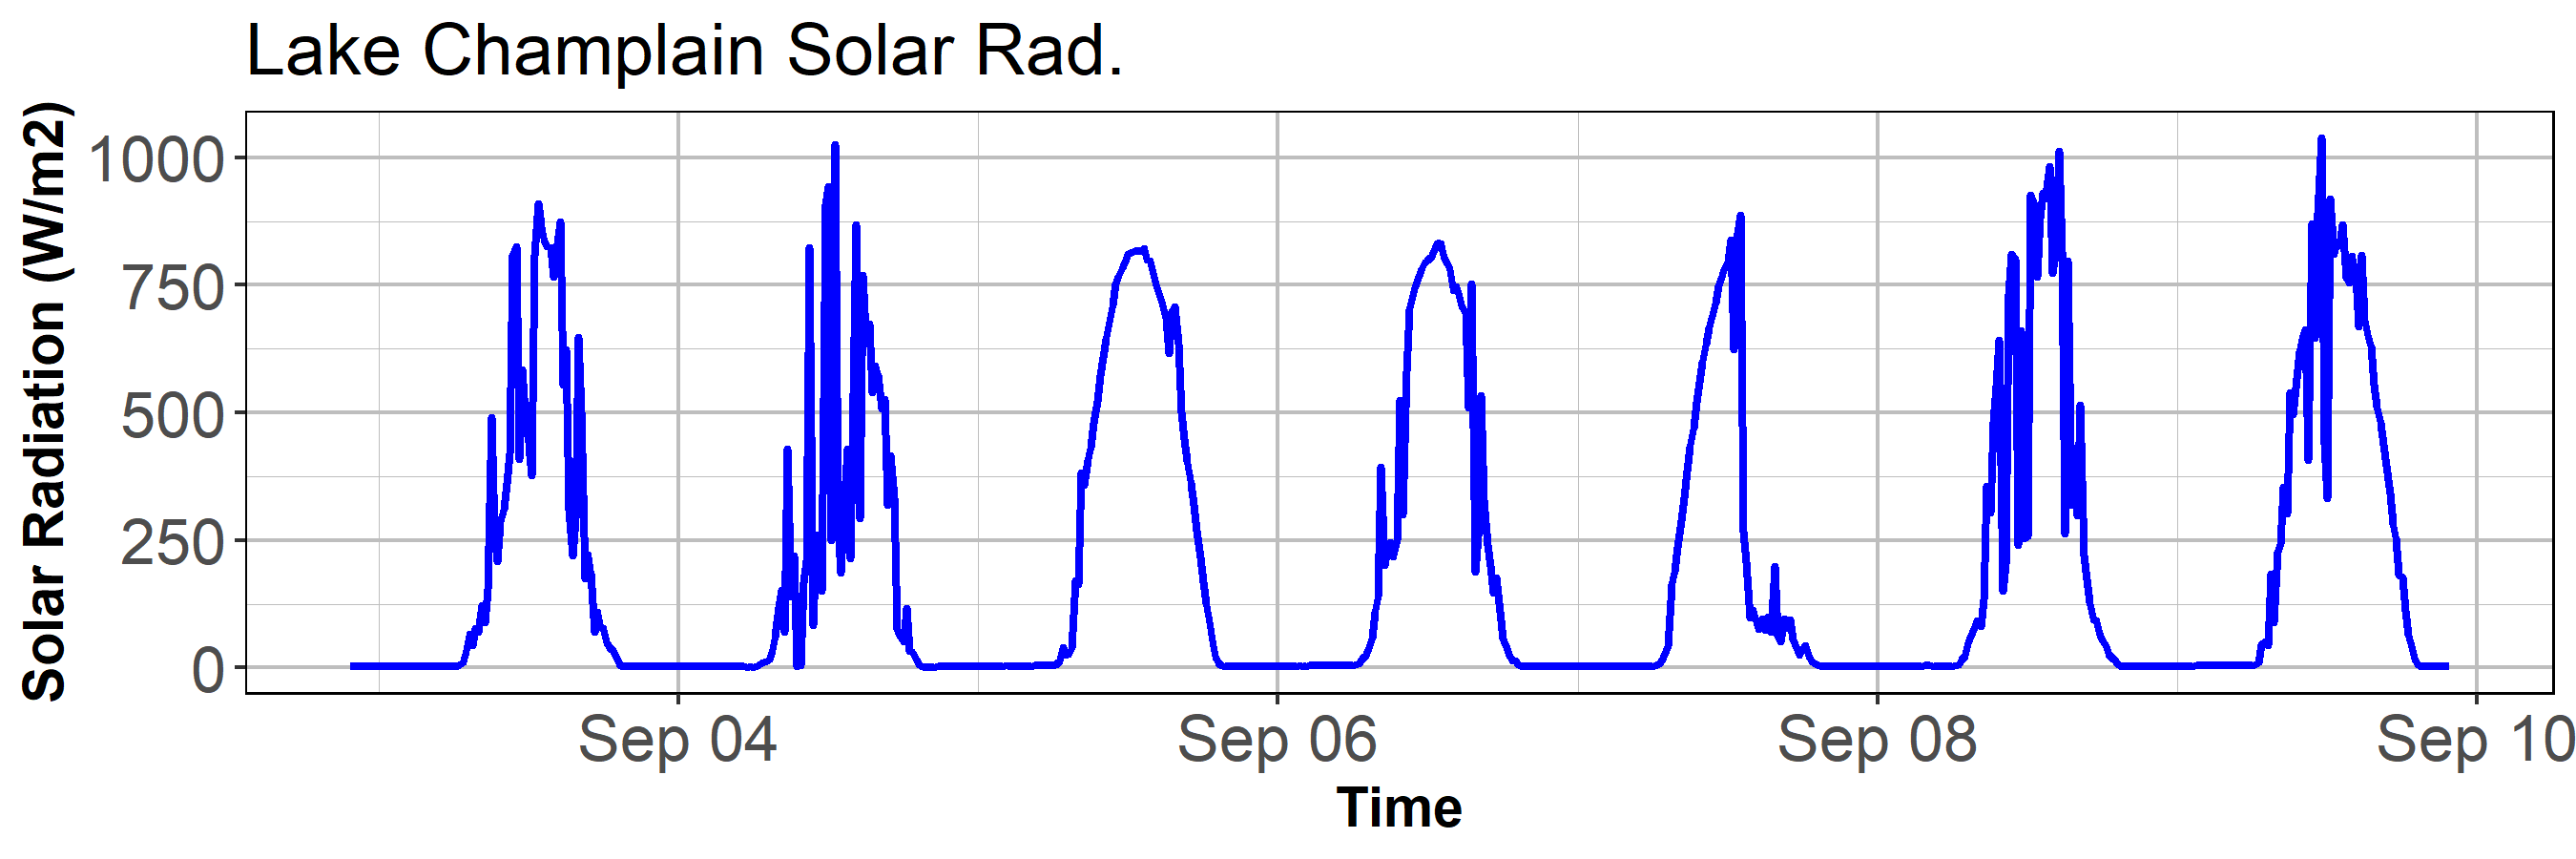 Lake Champlain Solar Rad.
Solar Radiation (W/m2)
1000
750
500
250
0
Sep 04
Sep 06
Sep 08
Sep 10
Time